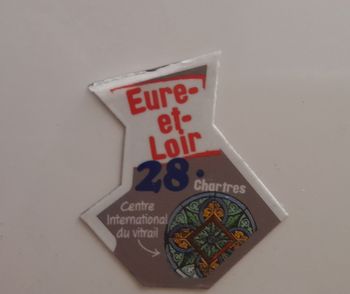 Eure-
et-
Loir
28.
Chartres
Centre
International
du vitrail